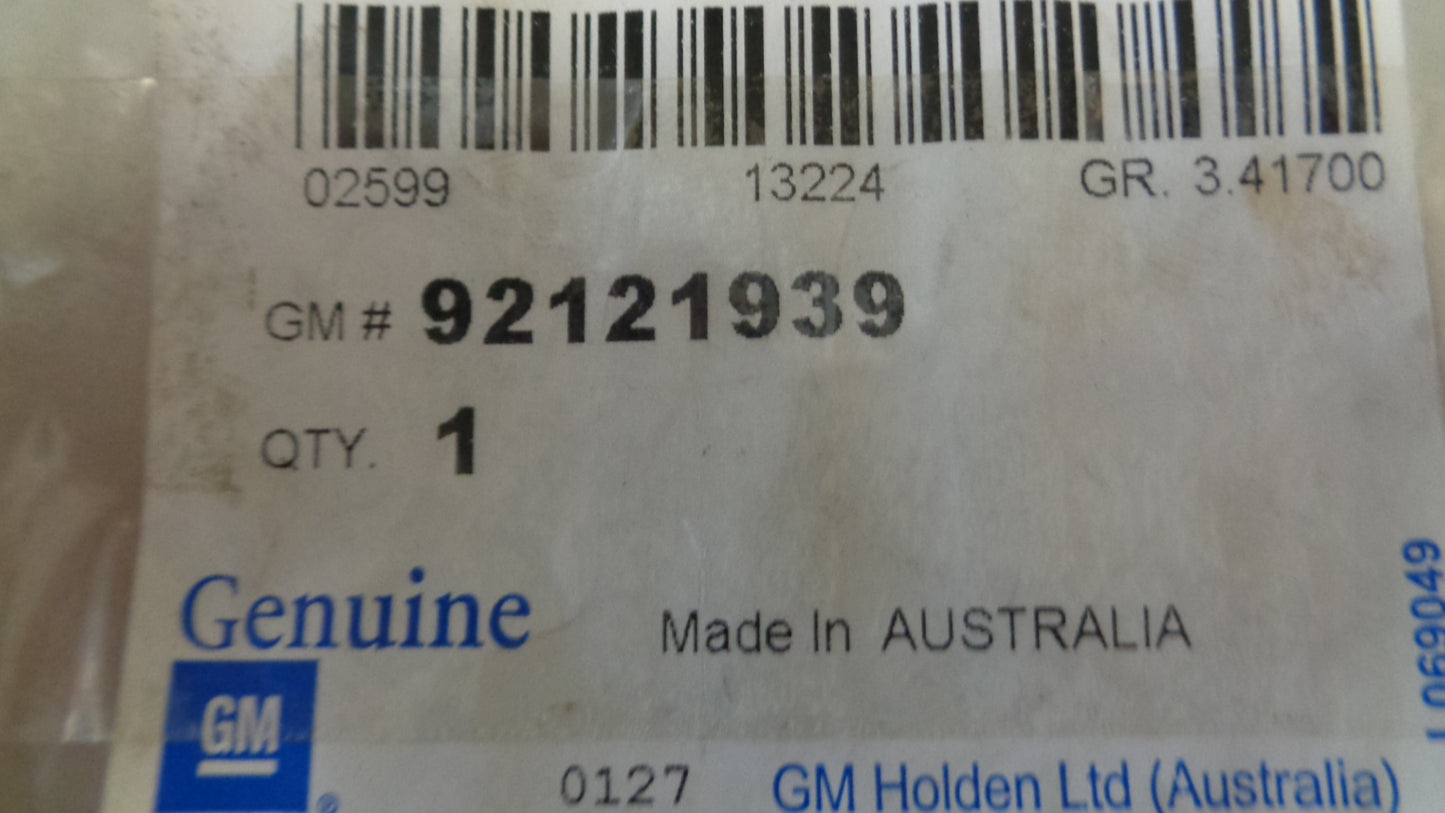 02599 13224 GR. 3.41700
GM # 92121939
QTY. 1
Genuine Made In AUSTRALIA
GM
®
0127 GM Holden Ltd (Australia)
L069049